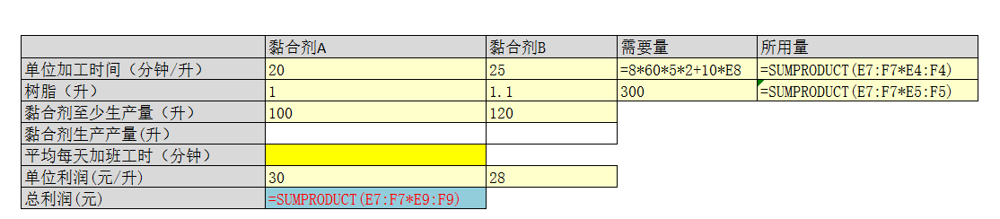 黏合剂A 黏合剂B 需要量 所用量
单位加工时间（分钟/升） 20 25 =8*60*5*2+10*E8 =SUMPRODUCT(E7:F7*E4:F4)
树脂（升） 1 1.1 300 =SUMPRODUCT(E7:F7*E5:F5)
黏合剂至少生产量（升） 100 120
黏合剂生产产量(升)
平均每天加班工时（分钟）
单位利润(元/升) 30 28
总利润(元) =SUMPRODUCT(E7:F7*E9:F9)